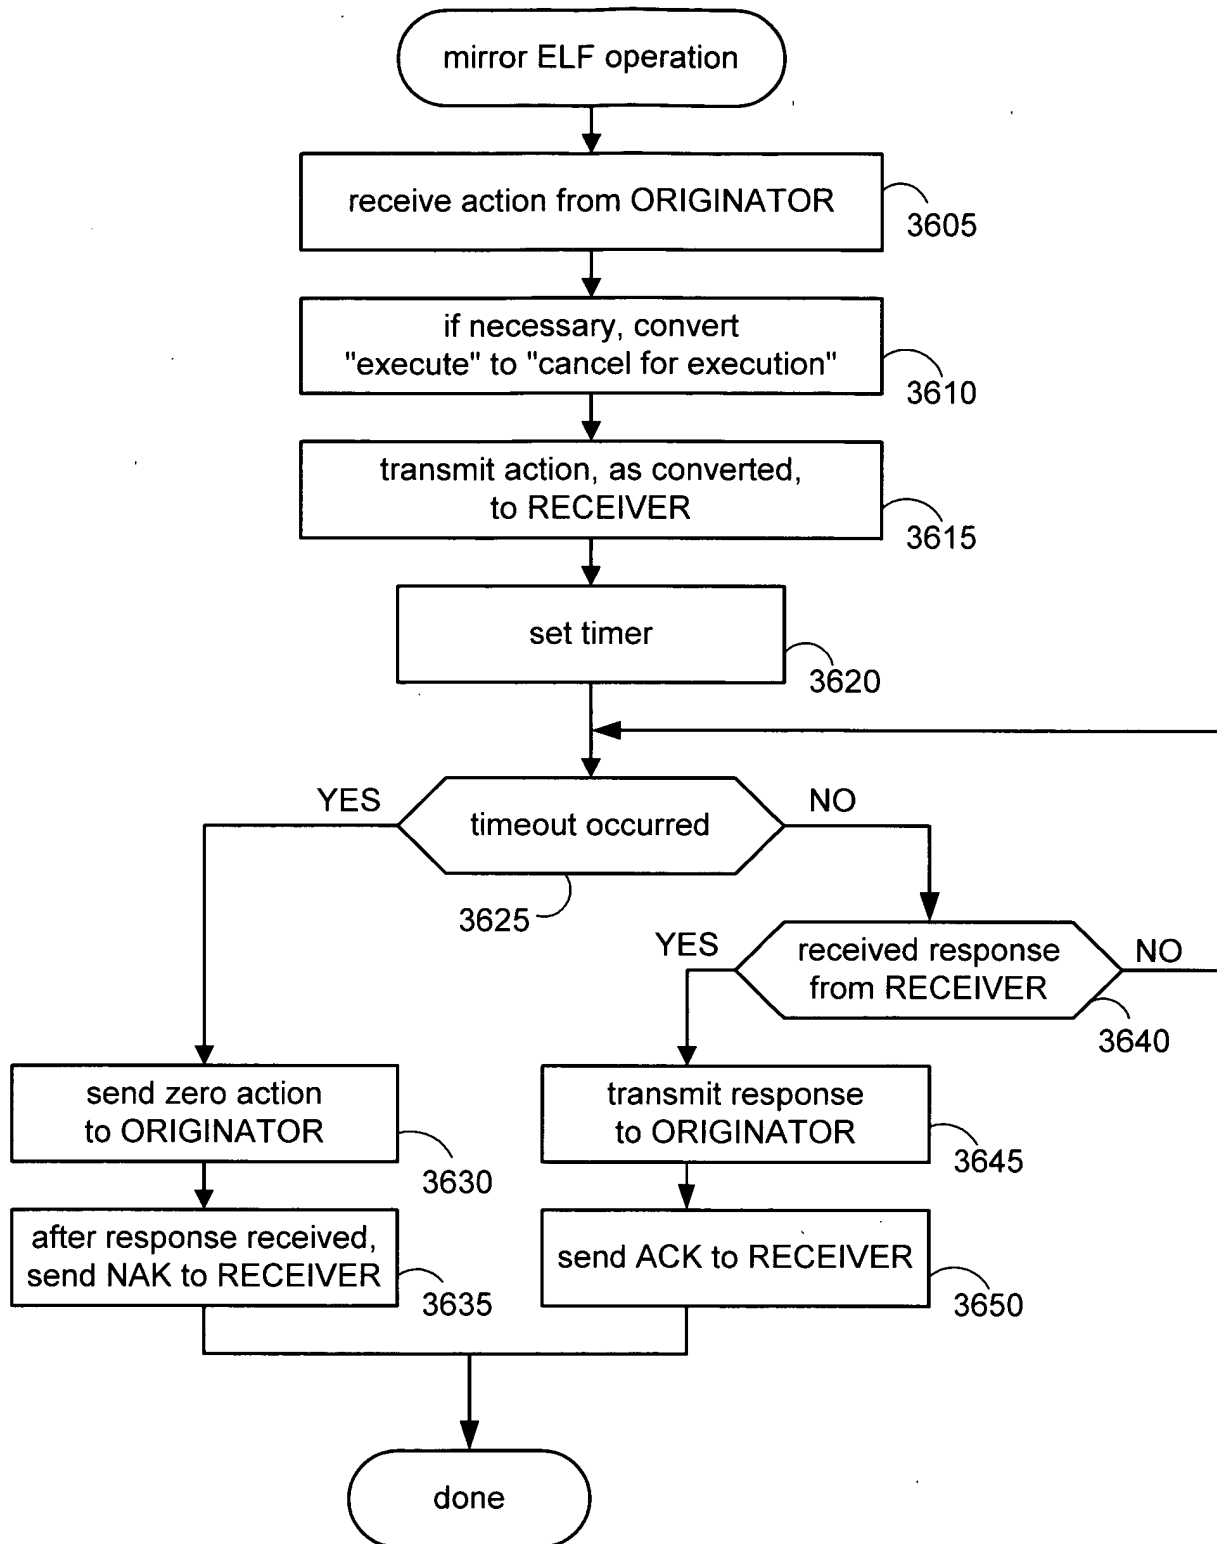 mirror ELF operation
receive action from ORIGINATOR
3605
if necessary, convert
"execute" to "cancel for execution"
3610
transmit action, as converted,
to RECEIVER
3615
set timer
3620
YES
timeout occurred
NO
3625
YES
received response
from RECEIVER
NO
3640
send zero action
to ORIGINATOR
3630
transmit response
to ORIGINATOR
3645
after response received,
send NAK to RECEIVER
3635
send ACK to RECEIVER
3650
done